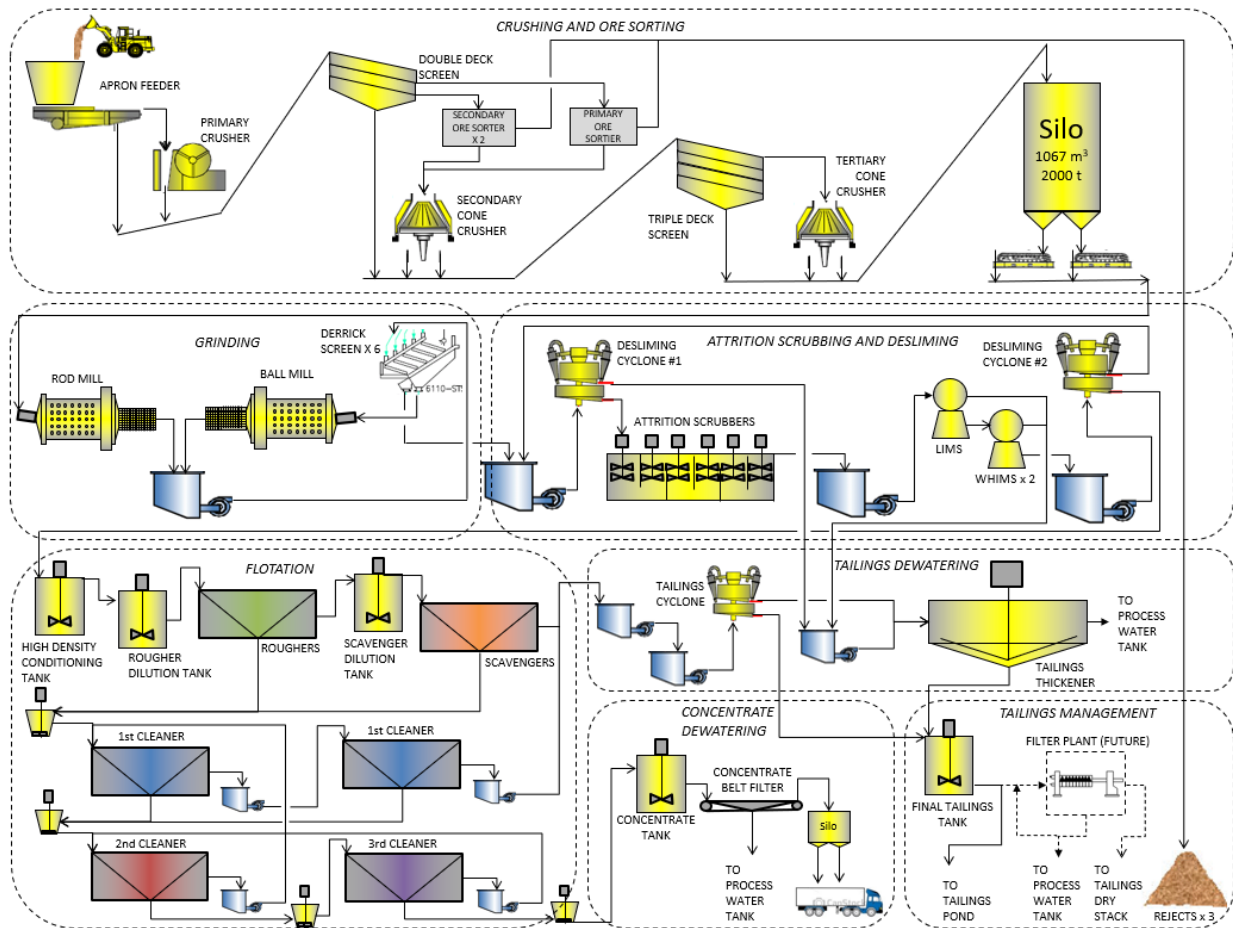 CRUSHING AND ORE SORTING
APRON FEEDER
PRIMARY
CRUSHER
DOUBLE DECK
SCREEN
SECONDARY
ORE SORTER
X 2
PRIMARY
ORE
SORTIER
SECONDARY
CONE
CRUSHER
TRIPLE DECK
SCREEN
TERTIARY
CONE
CRUSHER
Silo
1067 m³
2000 t
GRINDING
DERRICK
SCREEN X 6
ROD MILL
BALL MILL
6110-ST
ATTRITION SCRUBBING AND DESLIMING
DESLIMING
CYCLONE #1
DESLIMING
CYCLONE #2
ATTRITION SCRUBBERS
LIMS
WHIMS x 2
FLOTATION
HIGH DENSITY
CONDITIONING
TANK
ROUGHER
DILUTION TANK
ROUGHERS
SCAVENGER
DILUTION
TANK
SCAVENGERS
1st CLEANER
1st CLEANER
2nd CLEANER
3rd CLEANER
TAILINGS DEWATERING
TAILINGS
CYCLONE
TO
PROCESS
WATER
TANK
TAILINGS
THICKENER
CONCENTRATE
DEWATERING
CONCENTRATE
BELT FILTER
CONCENTRATE
TANK
Silo
TO
PROCESS
WATER
TANK
TAILINGS MANAGEMENT
FILTER PLANT (FUTURE)
FINAL TAILINGS
TANK
TO
TAILINGS
POND
TO
PROCESS
WATER
TANK
TO
TAILINGS
DRY
STACK
REJECTS x 3